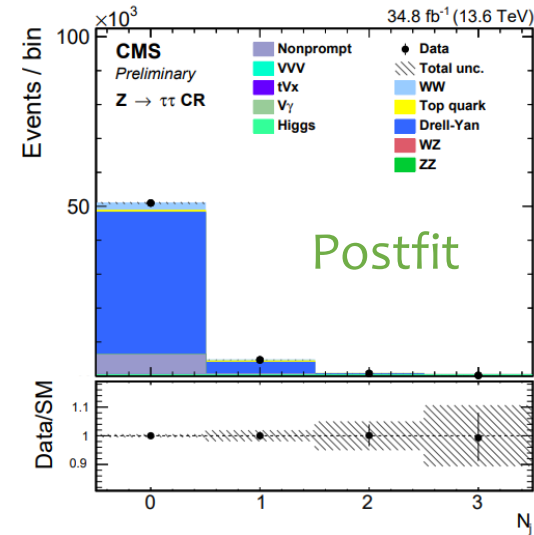 ×10³
34.8 fb⁻¹ (13.6 TeV)
100
CMS
Preliminary
Z → ττ CR
Nonprompt
VVV
tVx
Vγ
Higgs
Data
Total unc.
WW
Top quark
Drell-Yan
WZ
ZZ
Events / bin
50
Postfit
Data/SM
1.1
1
0.9
0 1 2 3
Nⱼ